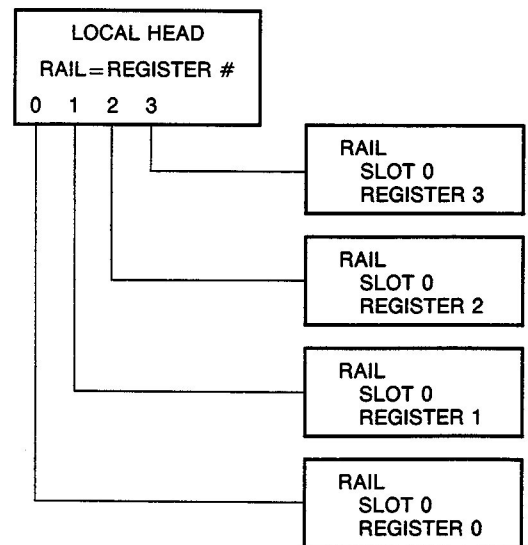 LOCAL HEAD
RAIL=REGISTER #
0 1 2 3
RAIL
SLOT 0
REGISTER 3
RAIL
SLOT 0
REGISTER 2
RAIL
SLOT 0
REGISTER 1
RAIL
SLOT 0
REGISTER 0